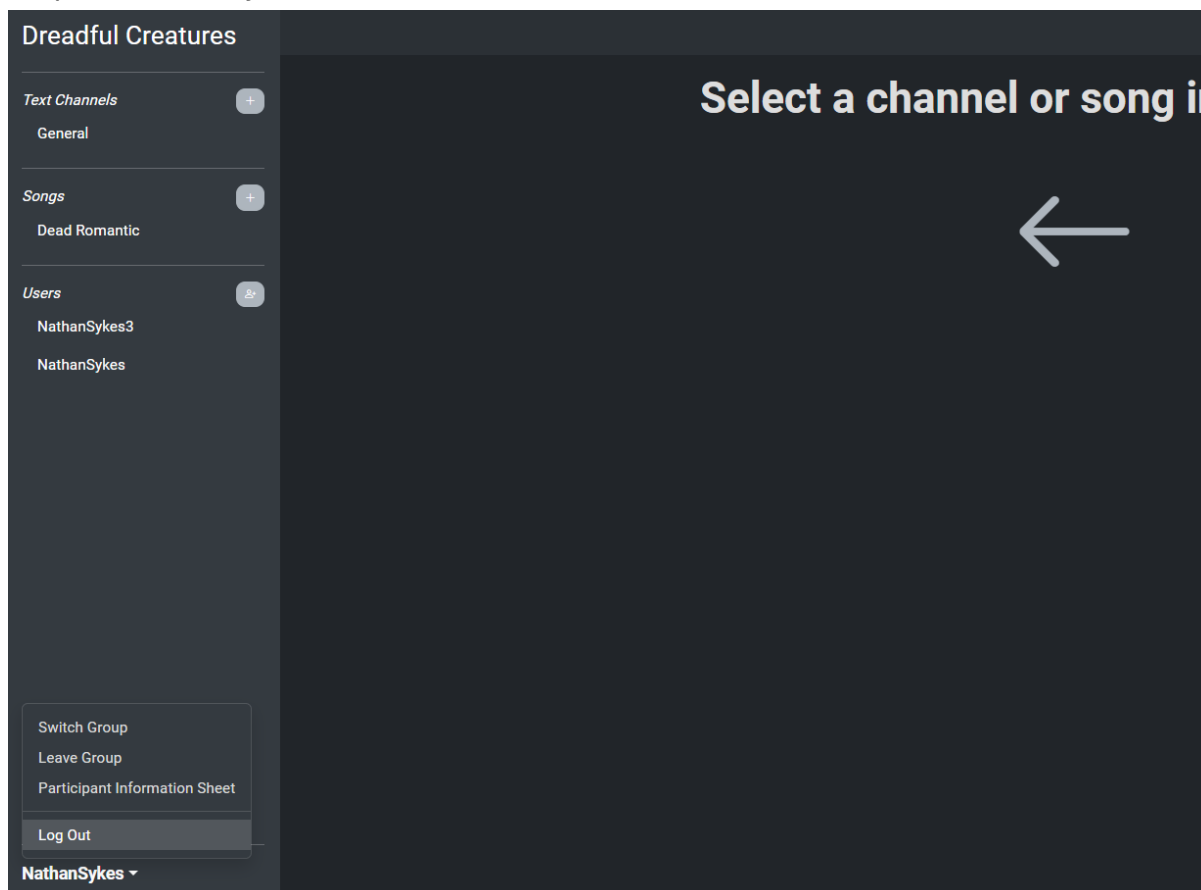 Dreadful Creatures
Text Channels
General
Songs
Dead Romantic
Users
NathanSykes3
NathanSykes
Switch Group
Leave Group
Participant Information Sheet
Log Out
NathanSykes
Select a channel or song